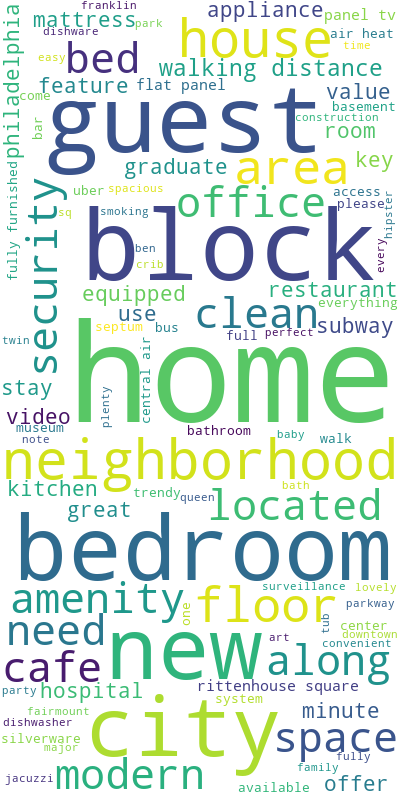 franklin
mattress
park
appliance
panel tv
dishware
house
air heat
time
easy
bed
walking distance
philadelphia
feature
flat panel
value
come
guest
basement
construction
bar
room
graduate
area
key
fully furnished
uber
spacious
access
please
security
office
hipster
sq
smoking
block
ben
every
crib
equipped
restaurant
clean
everything
use
septum
bus
subway
full
perfect
twin
home
central air
stay
plenty
video
museum
bathroom
baby
walk
note
neighborhood
kitchen
trendy
queen
bath
located
great
bedroom
amenity
floor
surveillance
lovely
one
parkway
need
new
tub
center
downtown
art
convenient
cafe
along
party
hospital
rittenhouse square
system
fairmount
city
minute
dishwasher
silverware
space
major
fully
family
jacuzzi
modern
available
offer